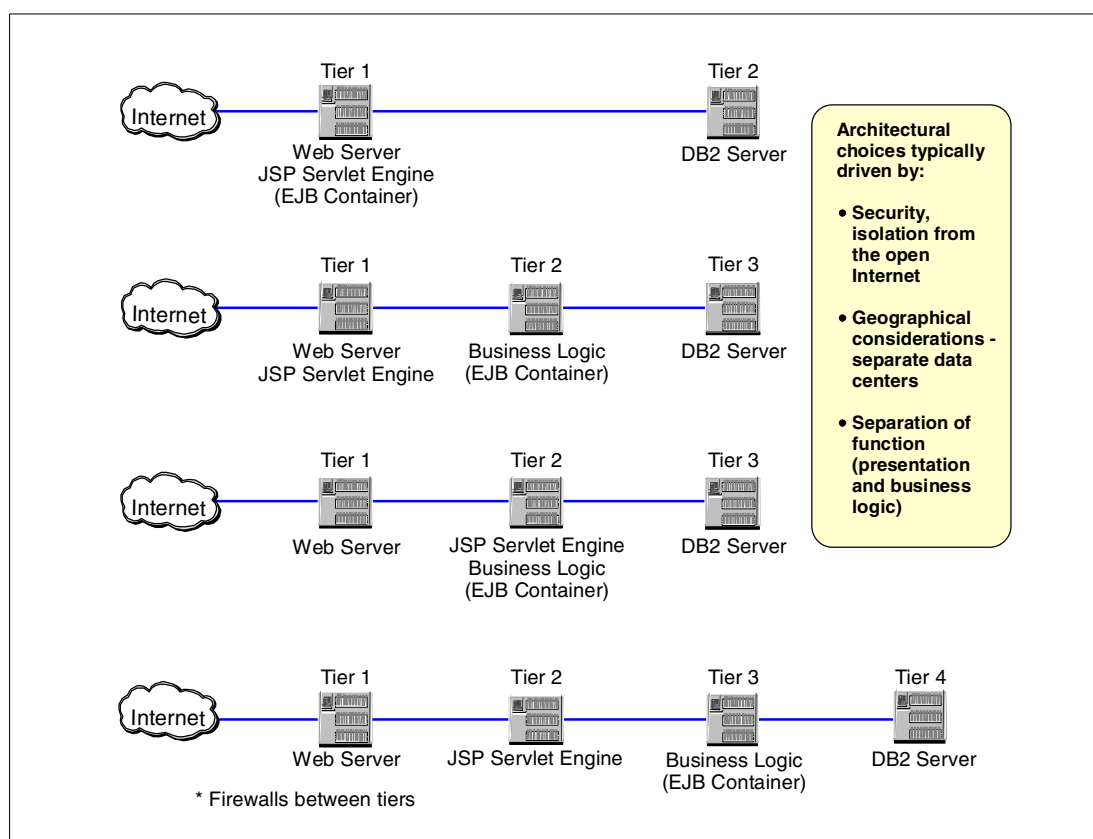 Tier 1
Tier 2
Internet
Web Server
JSP Servlet Engine
(EJB Container)
DB2 Server
Tier 1
Tier 2
Tier 3
Internet
Web Server
JSP Servlet Engine
Business Logic
(EJB Container)
DB2 Server
Tier 1
Tier 2
Tier 3
Internet
Web Server
JSP Servlet Engine
Business Logic
(EJB Container)
DB2 Server
Tier 1
Tier 2
Tier 3
Tier 4
Internet
Web Server
JSP Servlet Engine
Business Logic
(EJB Container)
DB2 Server
* Firewalls between tiers
Architectural
choices typically
driven by:
• Security,
isolation from
the open
Internet
• Geographical
considerations -
separate data
centers
• Separation of
function
(presentation
and business
logic)